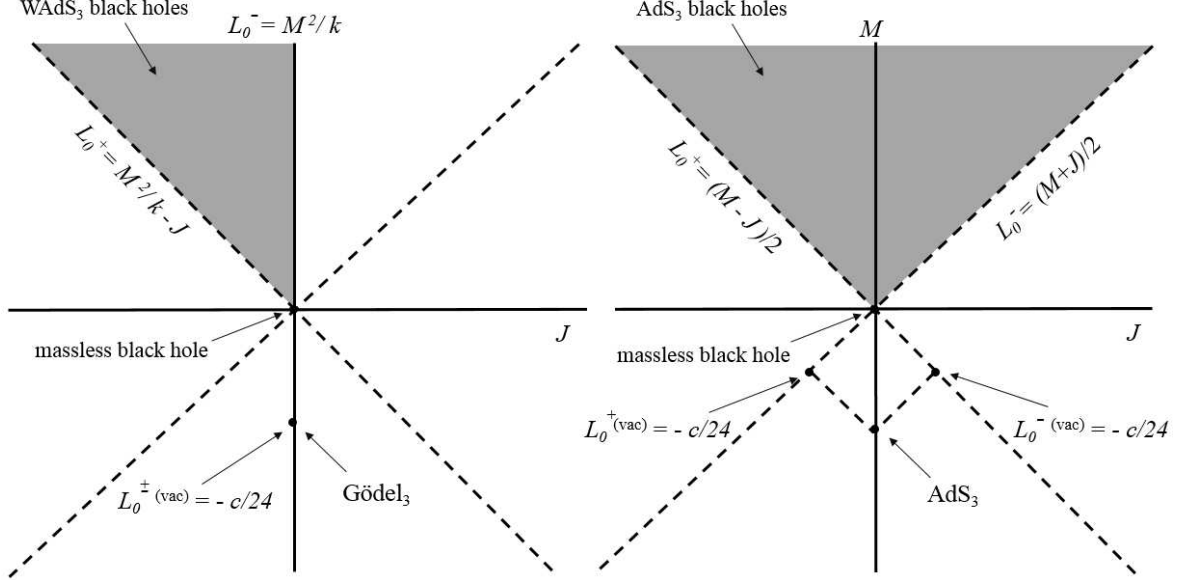 WAdS₃ black holes
L₀⁻ = M²/k
L₀⁺ = M²/k - J
massless black hole
J
L₀^± (vac) = - c/24
Gödel₃
AdS₃ black holes
M
L₀⁺ = (M - J)/2
L₀⁻ = (M+J)/2
massless black hole
J
L₀⁺ (vac) = - c/24
L₀⁻ (vac) = - c/24
AdS₃